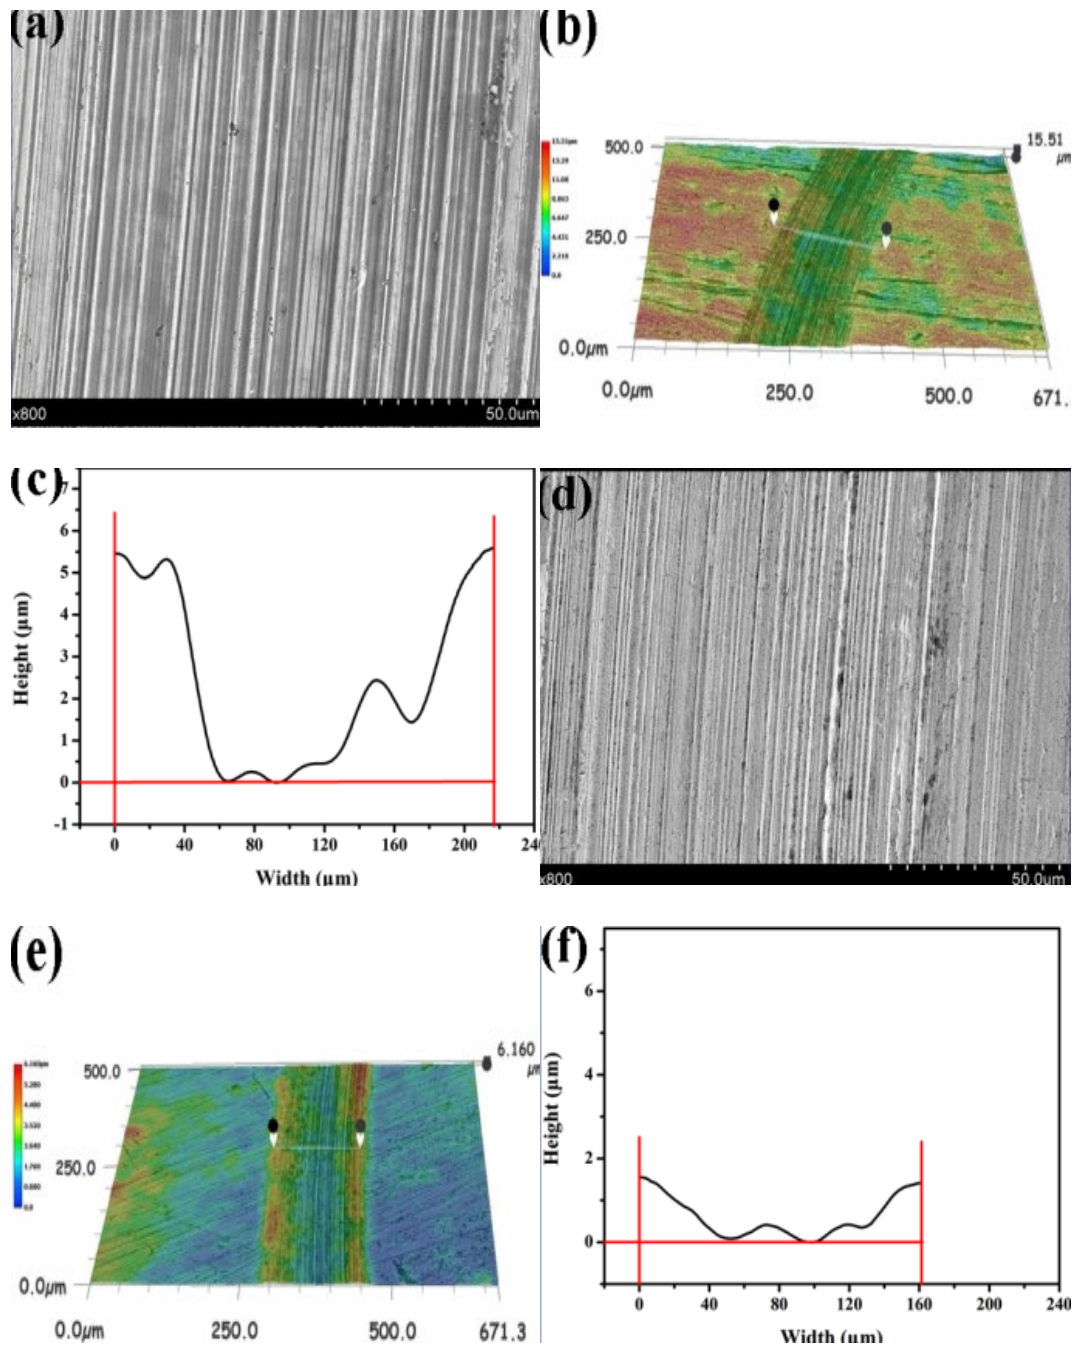 (a)
x800
50.0um
(b)
15.51
μm
500.0
250.0
0.0μm
0.0μm
250.0
500.0
671.
(c)
7
6
5
4
3
2
1
0
-1
Height (μm)
0
40
80
120
160
200
240
Width (μm)
(d)
x800
50.0um
(e)
6.160
μm
500.0
250.0
0.0μm
0.0μm
250.0
500.0
671.3
(f)
6
4
2
0
Height (μm)
0
40
80
120
160
200
240
Width (μm)